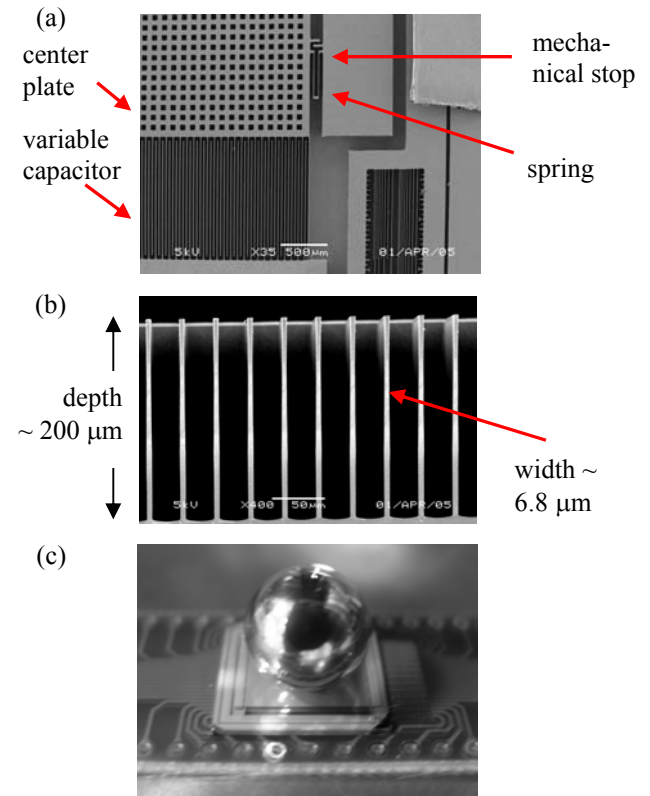 (a)
center
plate
mecha-
nical stop
variable
capacitor
spring
5kV X35 500µm 01/APR/05
(b)
depth
~ 200 µm
5kV X400 50µm 01/APR/05
width ~
6.8 µm
(c)